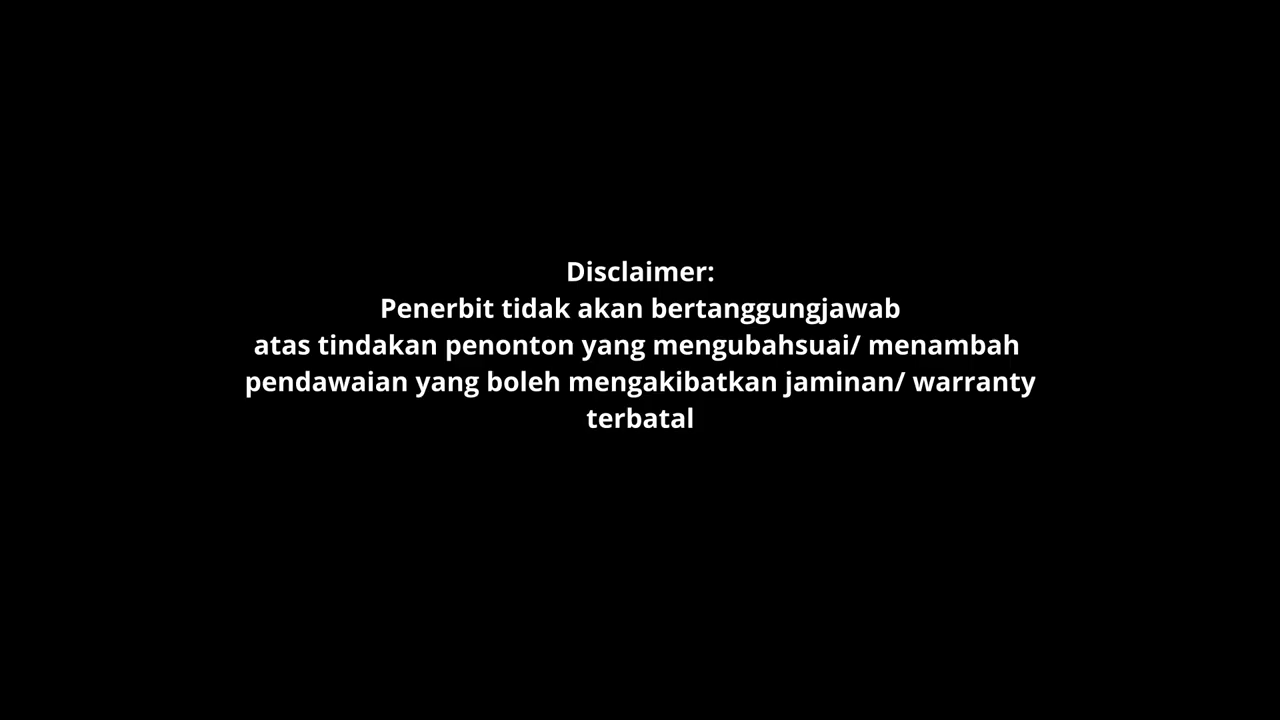 Disclaimer:
Penerbit tidak akan bertanggungjawab
atas tindakan penonton yang mengubahsuai/ menambah
pendawaian yang boleh mengakibatkan jaminan/ warranty
terbatal